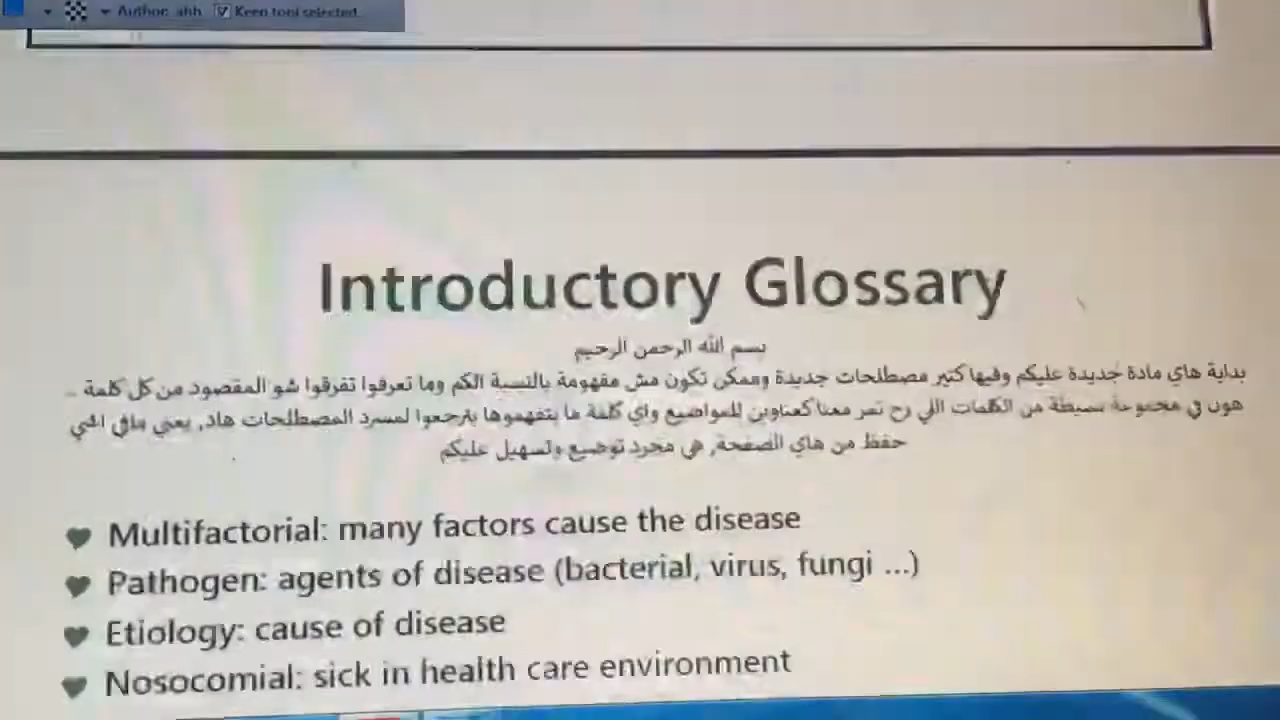 Author: ahh Keep tool selected
Introductory Glossary
بسم الله الرحمن الرحيم
بداية هاي مادة جديدة عليكم وفيها كتير مصطلحات جديدة وممكن تكون مش مفهومة بالنسبة الكم وما تعرفوا تفرقوا شو المقصود من كل كلمة ..
هون في مجموعة بسيطة من الكلمات اللي رح تمر معنا كعناوين للمواضيع واي كلمة ما بتفهموها بترجعوا لمسرد المصطلحات هاد, يعني مافي اشي
حفظ من هاي الصفحة, هي مجرد توضيح وتسهيل عليكم
Multifactorial: many factors cause the disease
Pathogen: agents of disease (bacterial, virus, fungi ...)
Etiology: cause of disease
Nosocomial: sick in health care environment